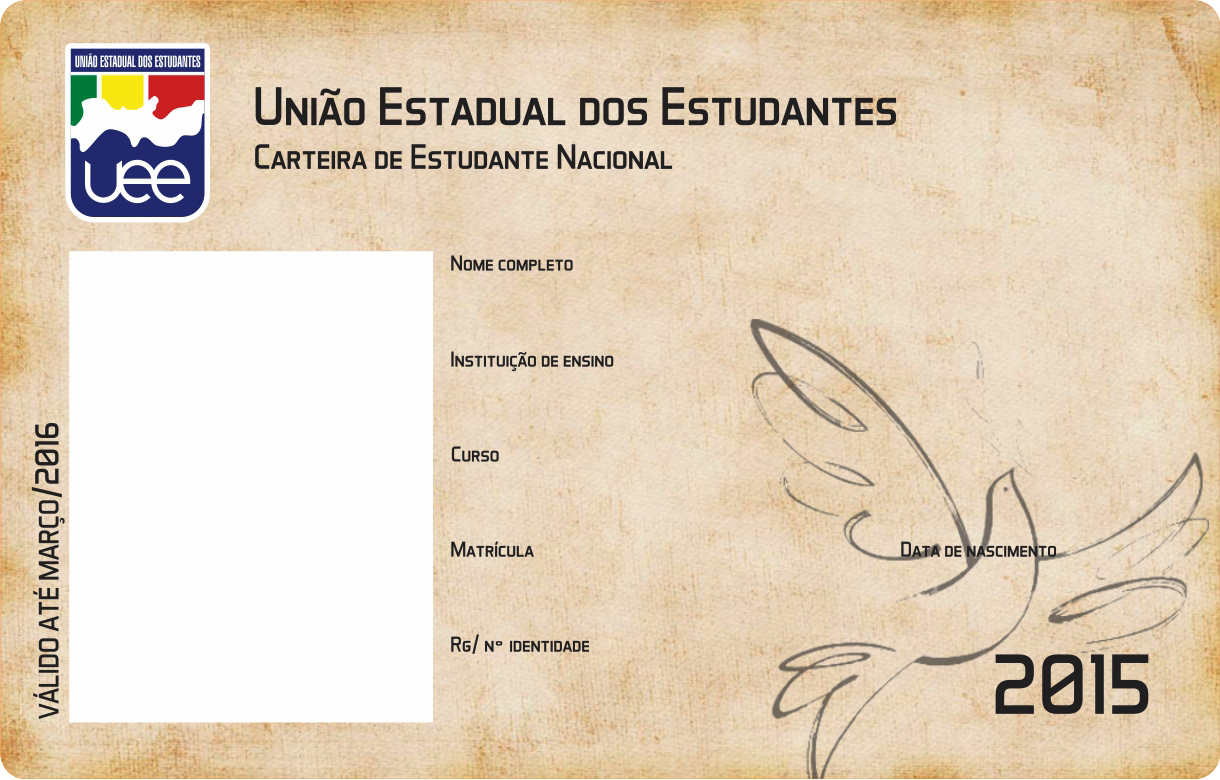 UNIÃO ESTADUAL DOS ESTUDANTES
uee
União Estadual dos Estudantes
Carteira de Estudante Nacional
Nome completo
Instituição de ensino
Curso
Matrícula
Data de nascimento
Rg/ nº identidade
2015
VÁLIDO ATÉ MARÇO/2016